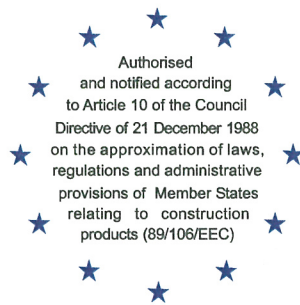 Authorised
and notified according
to Article 10 of the Council
Directive of 21 December 1988
on the approximation of laws,
regulations and administrative
provisions of Member States
relating to construction
products (89/106/EEC)